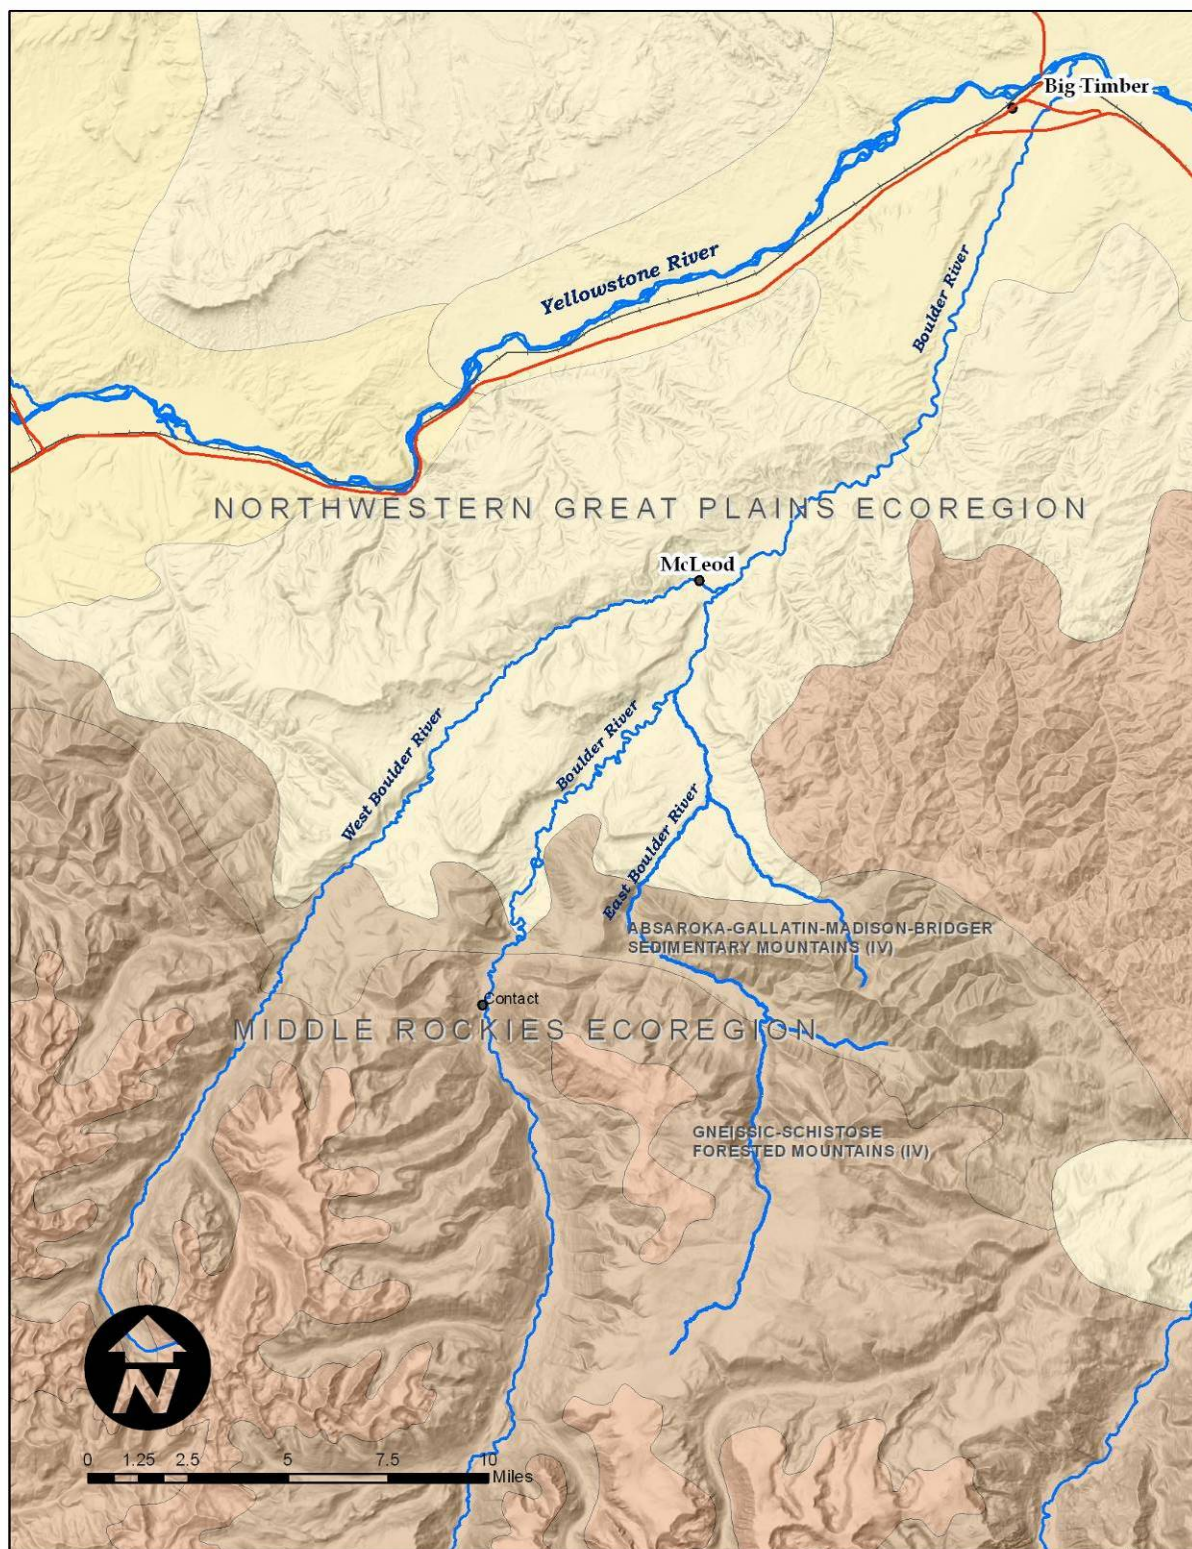 Big Timber
Yellowstone River
Boulder River
NORTHWESTERN GREAT PLAINS ECOREGION
McLeod
West Boulder River
Boulder River
East Boulder River
ABSAROKA-GALLATIN-MADISON-BRIDGER
SEDIMENTARY MOUNTAINS (IV)
Contact
MIDDLE ROCKIES ECOREGION
GNEISSIC-SCHISTOSE
FORESTED MOUNTAINS (IV)
N
0 1.25 2.5 5 7.5 10
Miles